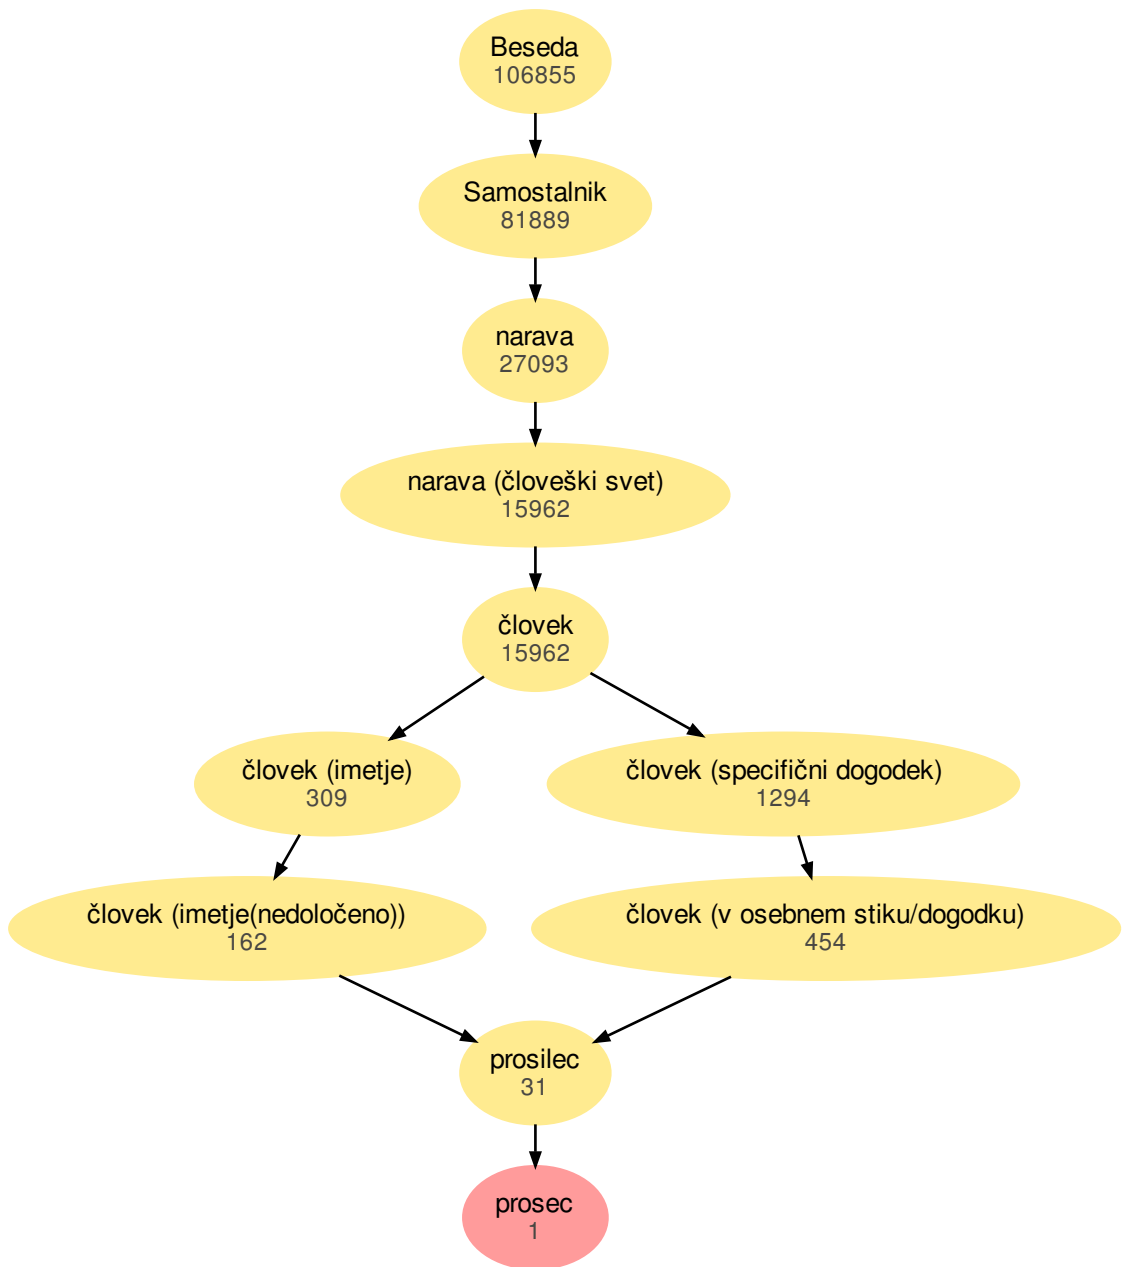 Beseda
106855
Samostalnik
81889
narava
27093
narava (človeški svet)
15962
človek
15962
človek (imetje)
309
človek (specifični dogodek)
1294
človek (imetje(nedoločeno))
162
človek (v osebnem stiku/dogodku)
454
prosilec
31
prosec
1